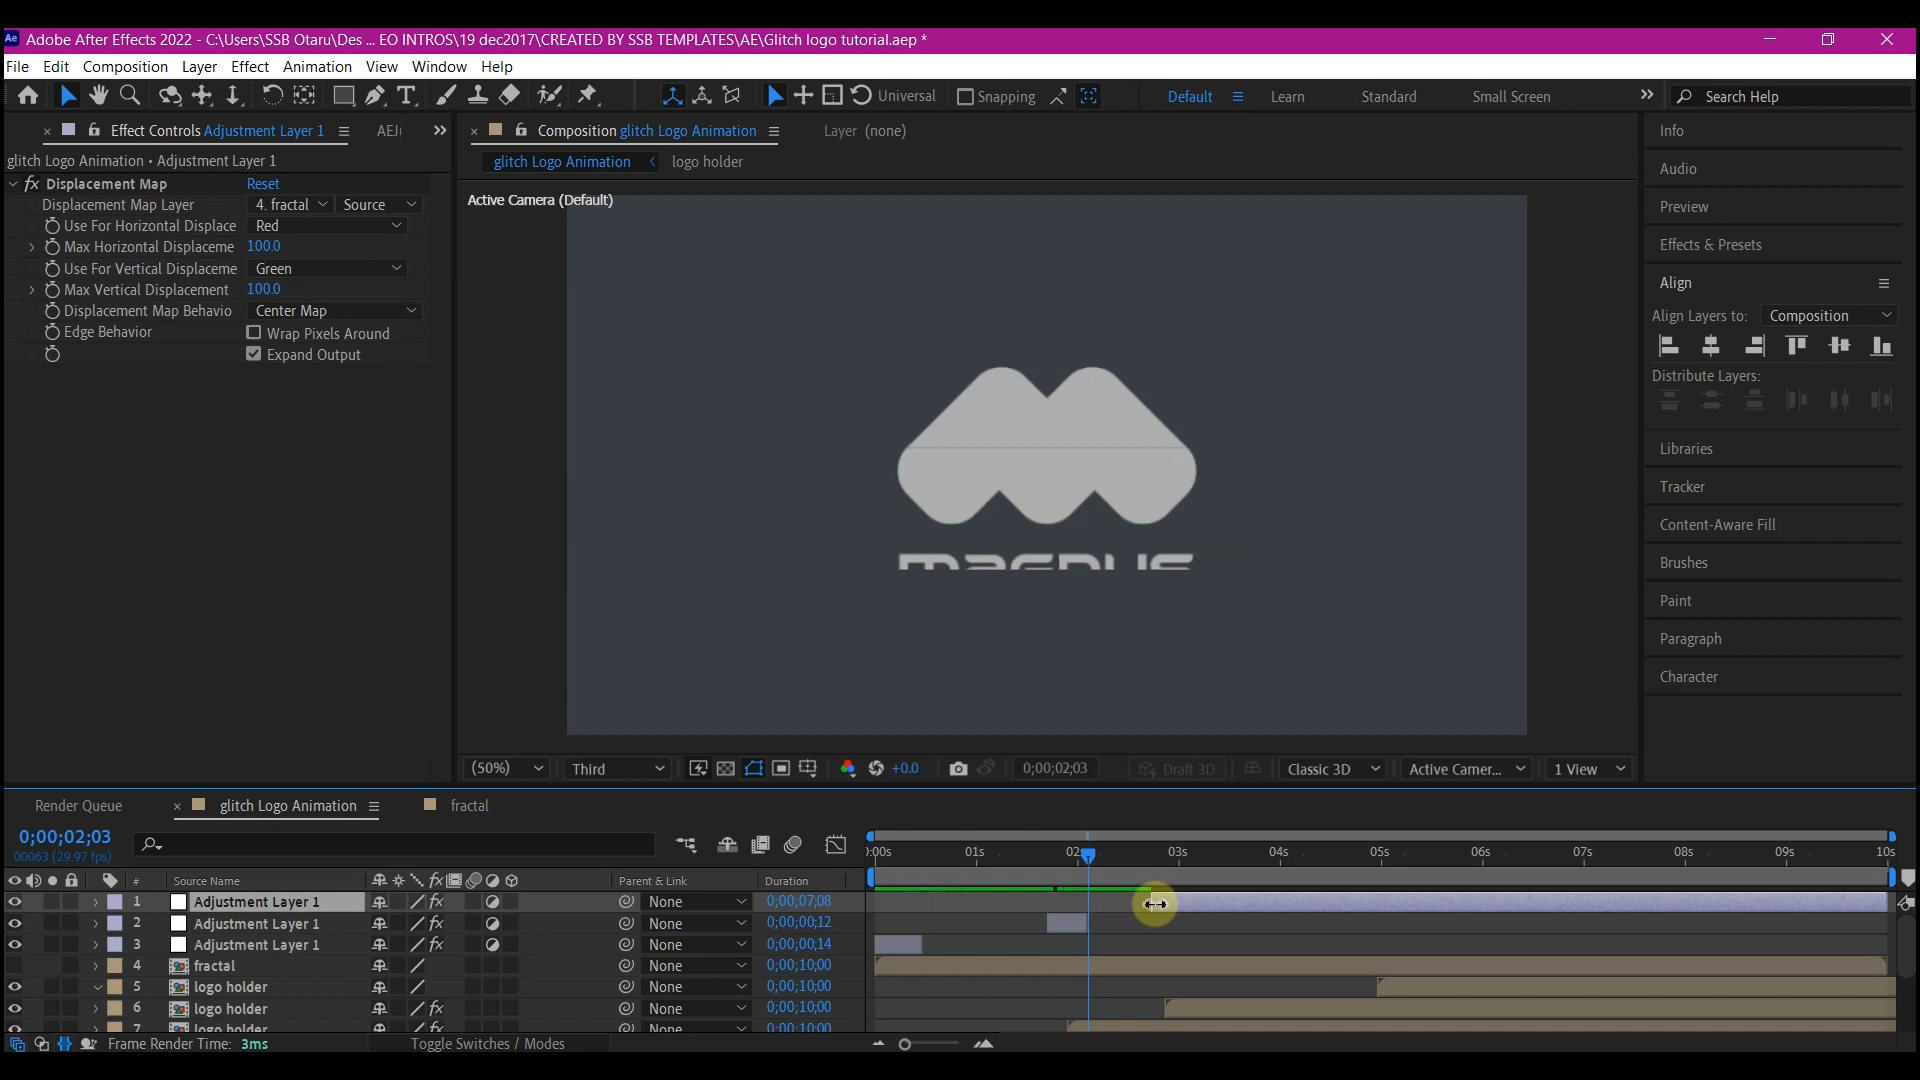 Ae Adobe After Effects 2022 - C:\Users\SSB Otaru\Des ... EO INTROS\19 dec2017\CREATED BY SSB TEMPLATES\AE\Glitch logo tutorial.aep *
File Edit Composition Layer Effect Animation View Window Help
Universal Snapping Default Learn Standard Small Screen Search Help
Effect Controls Adjustment Layer 1 Composition glitch Logo Animation Layer (none) Info
glitch Logo Animation • Adjustment Layer 1 glitch Logo Animation logo holder
Audio
fx Displacement Map Reset
Active Camera (Default)
Displacement Map Layer 4. fractal Source Preview
Use For Horizontal Displace Red
Max Horizontal Displaceme 100.0 Effects & Presets
Use For Vertical Displaceme Green
Max Vertical Displacement 100.0 Align
Displacement Map Behavio Center Map Align Layers to: Composition
Edge Behavior Wrap Pixels Around
Expand Output
Distribute Layers:
Libraries
Tracker
Content-Aware Fill
Brushes
Paint
Paragraph
Character
(50%) Third +0.0 0;00;02;03 Draft 3D Classic 3D Active Camer... 1 View
Render Queue glitch Logo Animation fractal
0;00;02;03
00063 (29.97 fps)
:00s 01s 02 03s 04s 05s 06s 07s 08s 09s 10s
# Source Name fx Parent & Link Duration
1 Adjustment Layer 1 fx None 0;00;07;08
2 Adjustment Layer 1 fx None 0;00;00;12
3 Adjustment Layer 1 fx None 0;00;00;14
4 fractal None 0;00;10;00
5 logo holder None 0;00;10;00
6 logo holder fx None 0;00;10;00
7 logo holder fx None 0;00;10;00
Frame Render Time: 3ms Toggle Switches / Modes